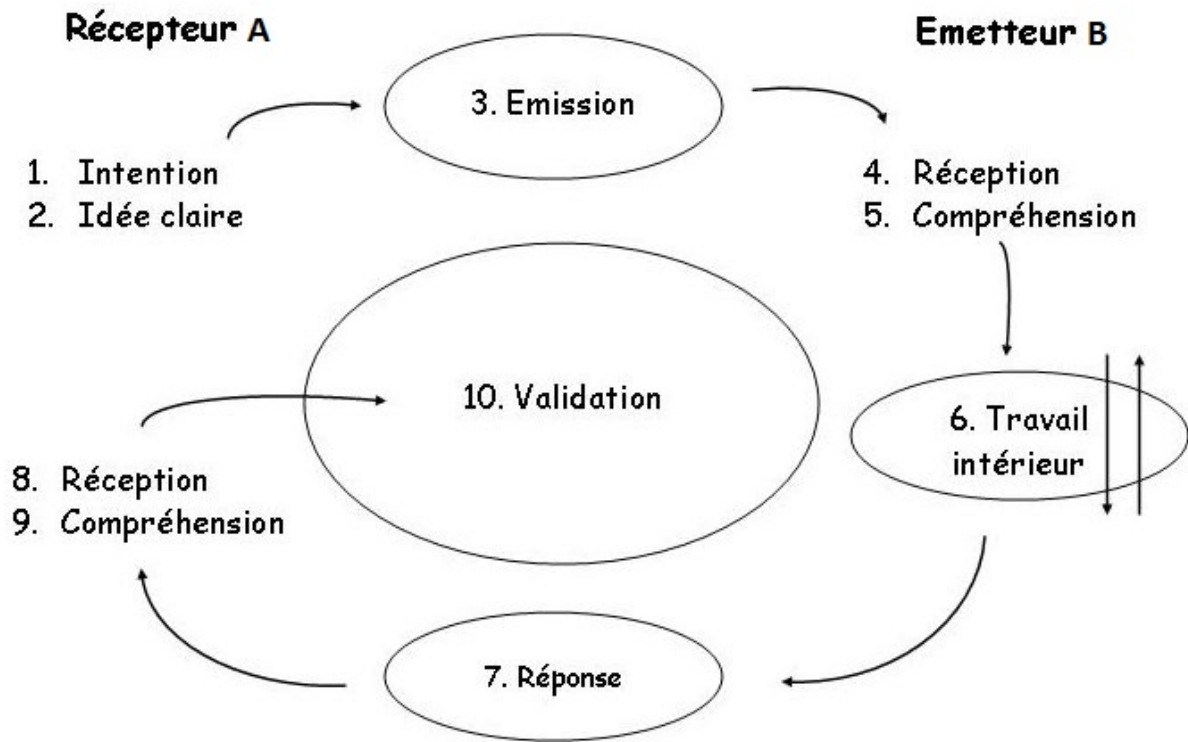 Récepteur A
Emetteur B
3. Emission
1. Intention
2. Idée claire
4. Réception
5. Compréhension
10. Validation
6. Travail
intérieur
8. Réception
9. Compréhension
7. Réponse